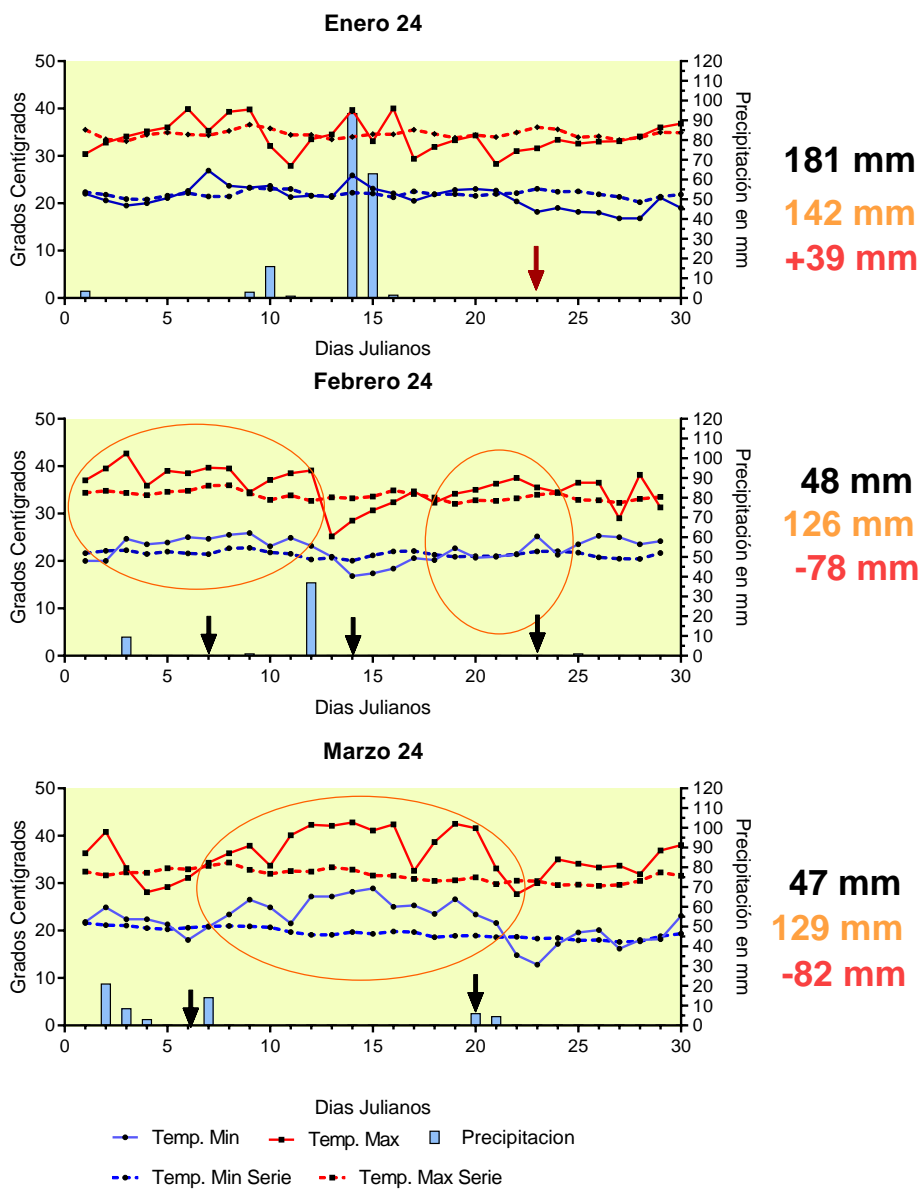 Enero 24
50
40
30
20
10
0
Grados Centígrados
120
110
100
90
80
70
60
50
40
30
20
10
0
Precipitación en mm
0 5 10 15 20 25 30
Dias Julianos
181 mm
142 mm
+39 mm
Febrero 24
50
40
30
20
10
0
Grados Centígrados
120
110
100
90
80
70
60
50
40
30
20
10
0
Precipitación en mm
0 5 10 15 20 25 30
Dias Julianos
48 mm
126 mm
-78 mm
Marzo 24
50
40
30
20
10
0
Grados Centígrados
120
110
100
90
80
70
60
50
40
30
20
10
0
Precipitación en mm
0 5 10 15 20 25 30
Dias Julianos
47 mm
129 mm
-82 mm
Temp. Min Temp. Max Precipitacion
Temp. Min Serie Temp. Max Serie